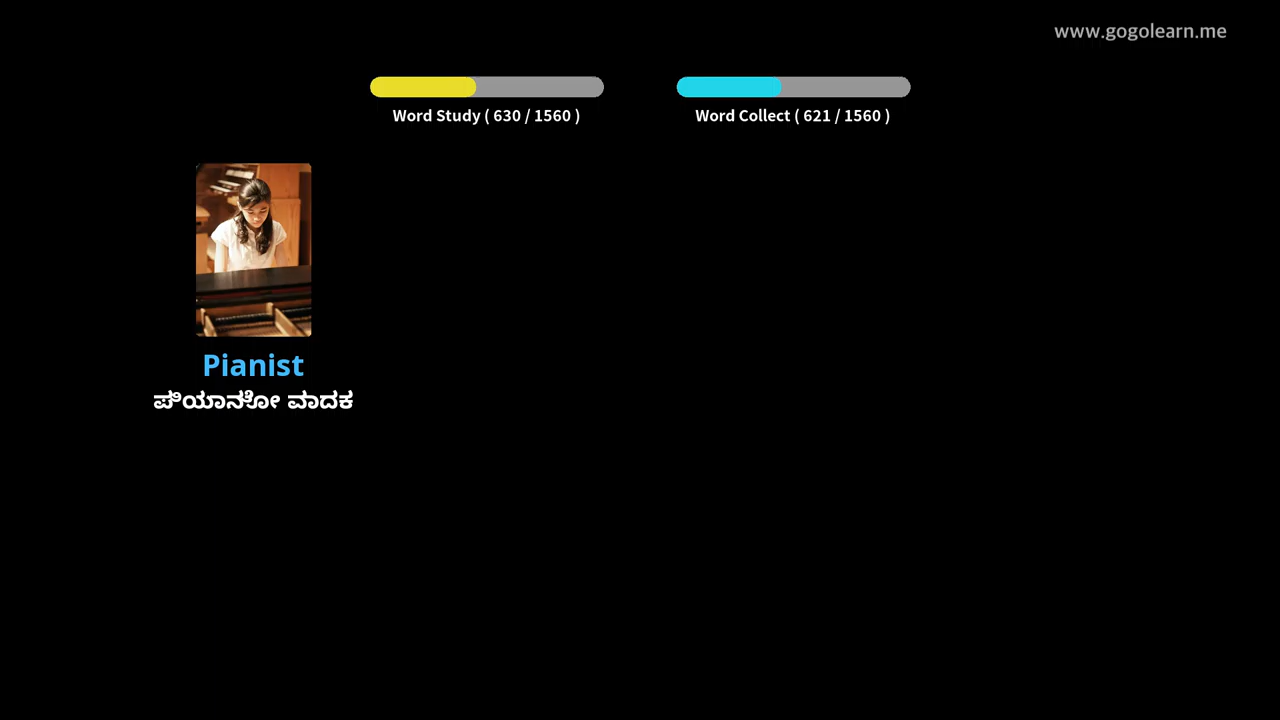 www.gogolearn.me
Word Study ( 630 / 1560 )
Word Collect ( 621 / 1560 )
Pianist
ಪಿಯಾನೋ ವಾದಕ